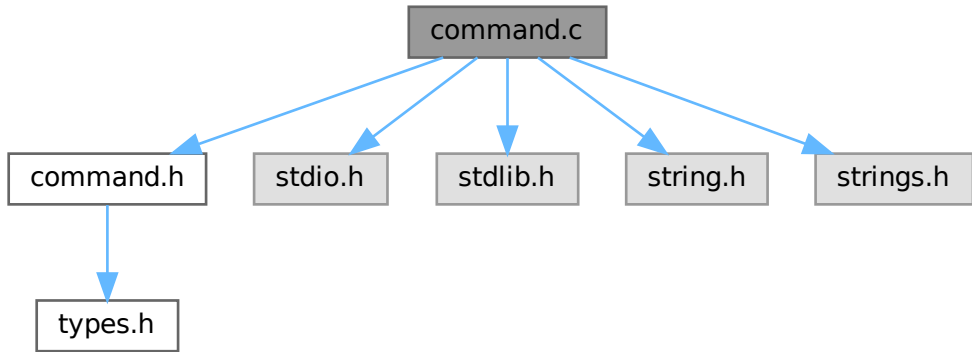 command.c
command.h
stdio.h
stdlib.h
string.h
strings.h
types.h